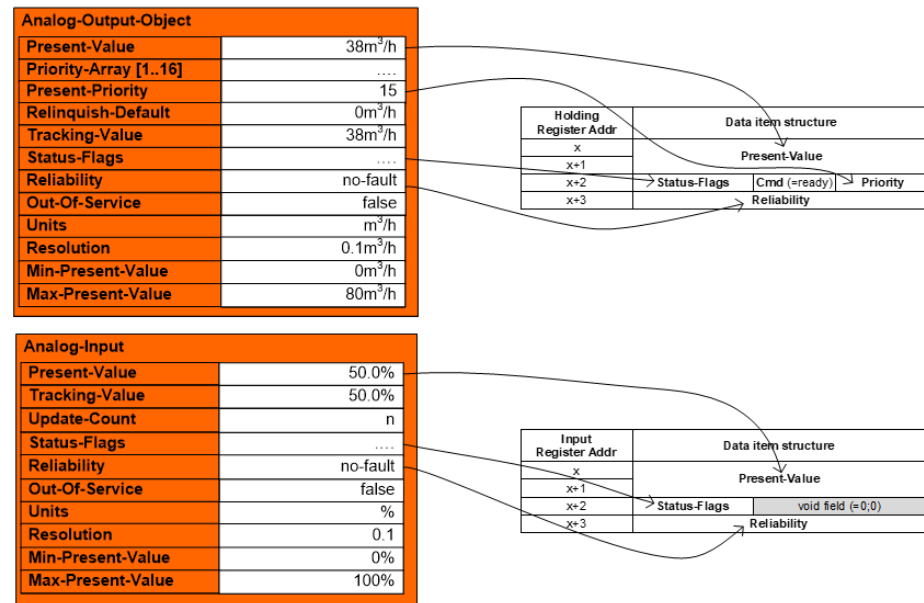 Analog-Output-Object
Present-Value 38m³/h
Priority-Array [1..16] ....
Present-Priority 15
Relinquish-Default 0m³/h
Tracking-Value 38m³/h
Status-Flags ....
Reliability no-fault
Out-Of-Service false
Units m³/h
Resolution 0.1m³/h
Min-Present-Value 0m³/h
Max-Present-Value 80m³/h
Holding
Register Addr Data item structure
x
Present-Value
x+1
x+2 Status-Flags Cmd (=ready) Priority
x+3 Reliability
Analog-Input
Present-Value 50.0%
Tracking-Value 50.0%
Update-Count n
Status-Flags ....
Reliability no-fault
Out-Of-Service false
Units %
Resolution 0.1
Min-Present-Value 0%
Max-Present-Value 100%
Input
Register Addr Data item structure
x
Present-Value
x+1
x+2 Status-Flags void field (=0;0)
x+3 Reliability